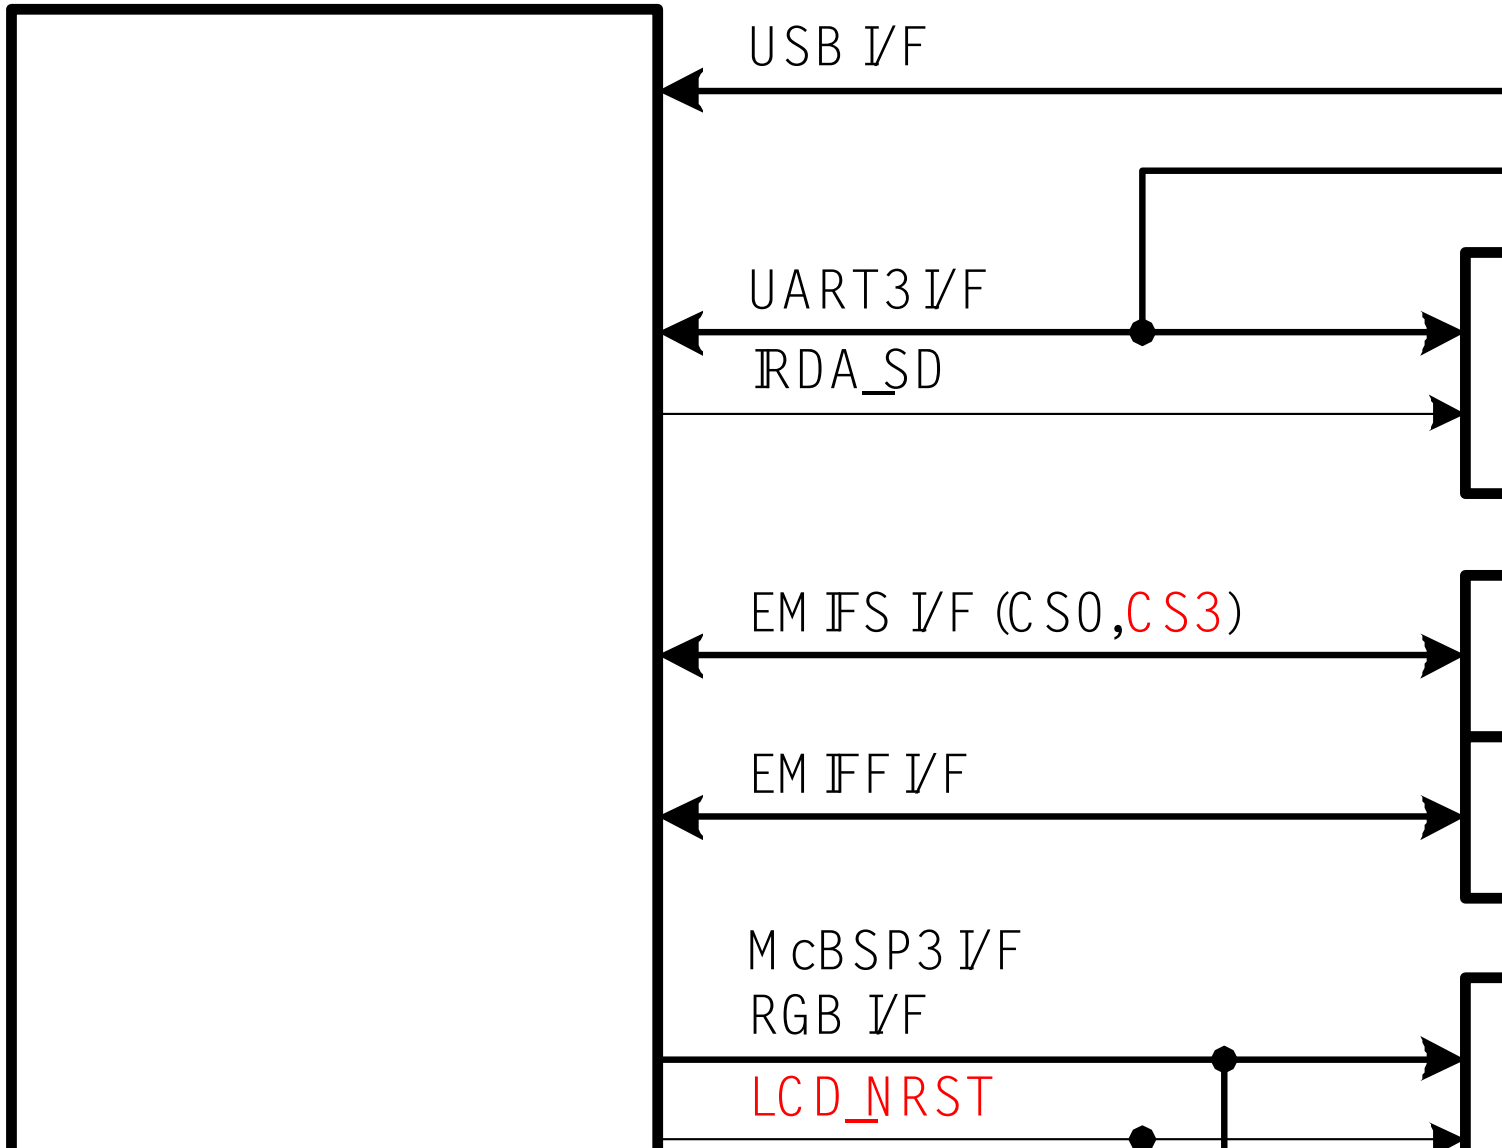 USB I/F
UART3 I/F
IRDA_SD
EMIFS I/F (CS0,CS3)
EMIFF I/F
McBSP3 I/F
RGB I/F
LCD_NRST